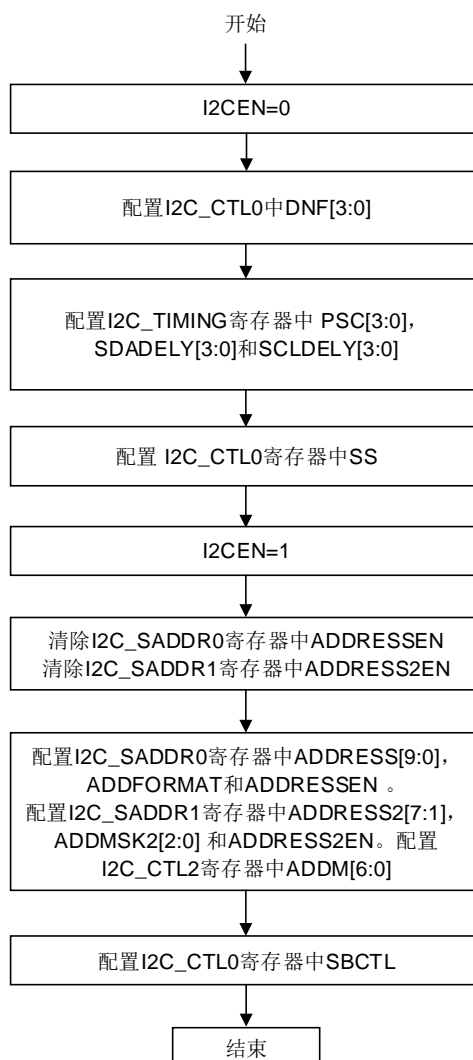 开始
I2CEN=0
配置I2C_CTL0中DNF[3:0]
配置I2C_TIMING寄存器中 PSC[3:0]，
SDADELY[3:0]和SCLDELY[3:0]
配置 I2C_CTL0寄存器中SS
I2CEN=1
清除I2C_SADDR0寄存器中ADDRESSEN
清除I2C_SADDR1寄存器中ADDRESS2EN
配置I2C_SADDR0寄存器中ADDRESS[9:0]，
ADDFORMAT和ADDRESSEN 。
配置I2C_SADDR1寄存器中ADDRESS2[7:1]，
ADDMSK2[2:0] 和ADDRESS2EN。配置
I2C_CTL2寄存器中ADDM[6:0]
配置I2C_CTL0寄存器中SBCTL
结束